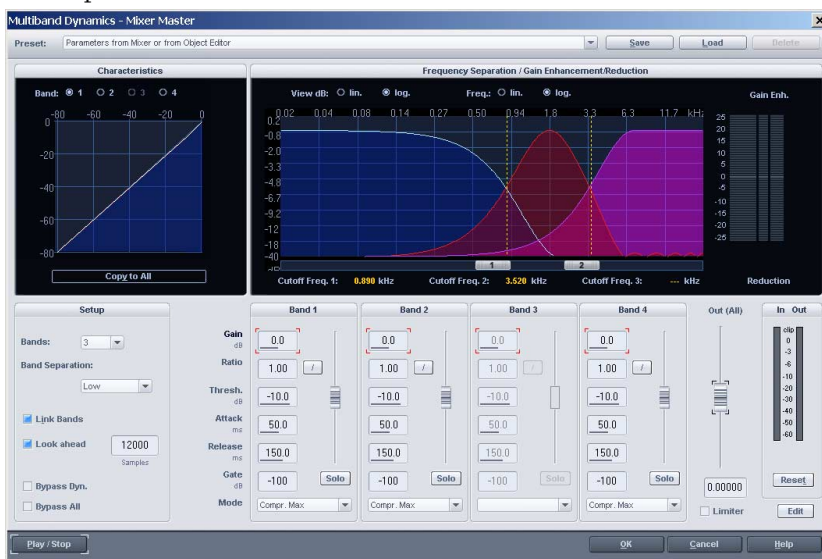 Multiband Dynamics - Mixer Master
Preset: Parameters from Mixer or from Object Editor Save Load Delete
Characteristics
Band: 1 2 3 4
-80 -60 -40 -20 0
0
-20
-40
-60
-80
Copy to All
Frequency Separation / Gain Enhancement/Reduction
View dB: lin. log. Freq.: lin. log. Gain Enh.
0.02 0.04 0.08 0.14 0.27 0.50 0.94 1.8 3.3 6.3 11.7 kHz
0.2
-0.8
-2.0
-3.3
-4.8
-6.7
-9.2
-12
-18
-40
25
20
15
10
5
0
-5
-10
-15
-20
-25
1 2
Cutoff Freq. 1: 0.890 kHz Cutoff Freq. 2: 3.520 kHz Cutoff Freq. 3: --- kHz Reduction
Setup
Bands: 3
Band Separation:
Low
Link Bands
Look ahead 12000
Samples
Bypass Dyn.
Bypass All
Band 1 Band 2 Band 3 Band 4 Out (All) In Out
Gain 0.0 0.0 0.0 0.0
dB
Ratio 1.00 / 1.00 / 1.00 / 1.00 /
Thresh. -10.0 -10.0 -10.0 -10.0
dB
Attack 50.0 50.0 50.0 50.0
ms
Release 150.0 150.0 150.0 150.0
ms
Gate -100 Solo -100 Solo -100 Solo -100 Solo
dB
Mode Compr. Max Compr. Max Compr. Max
0.00000
Limiter
clip
0
-3
-6
-10
-20
-30
-40
-50
-60
Reset
Edit
Play / Stop OK Cancel Help